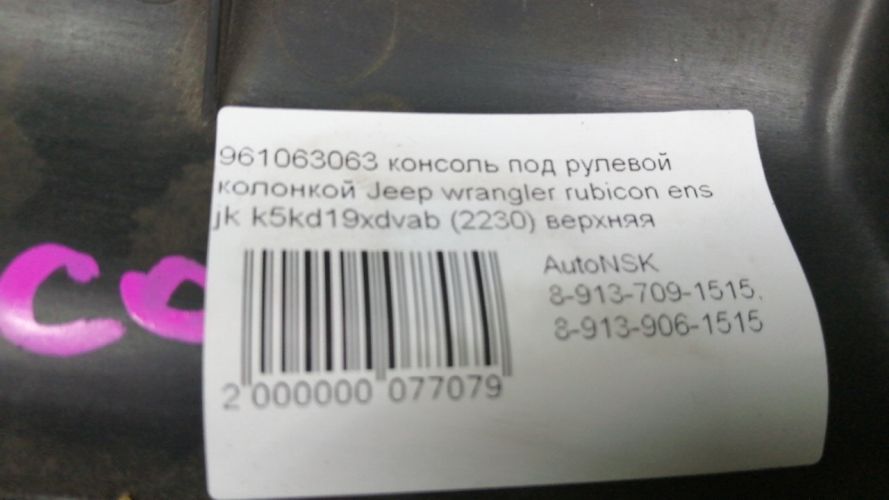 961063063 консоль под рулевой
колонкой Jeep wrangler rubicon ens
jk k5kd19xdvab (2230) верхняя
AutoNSK
8-913-709-1515,
8-913-906-1515
2 000000 077079